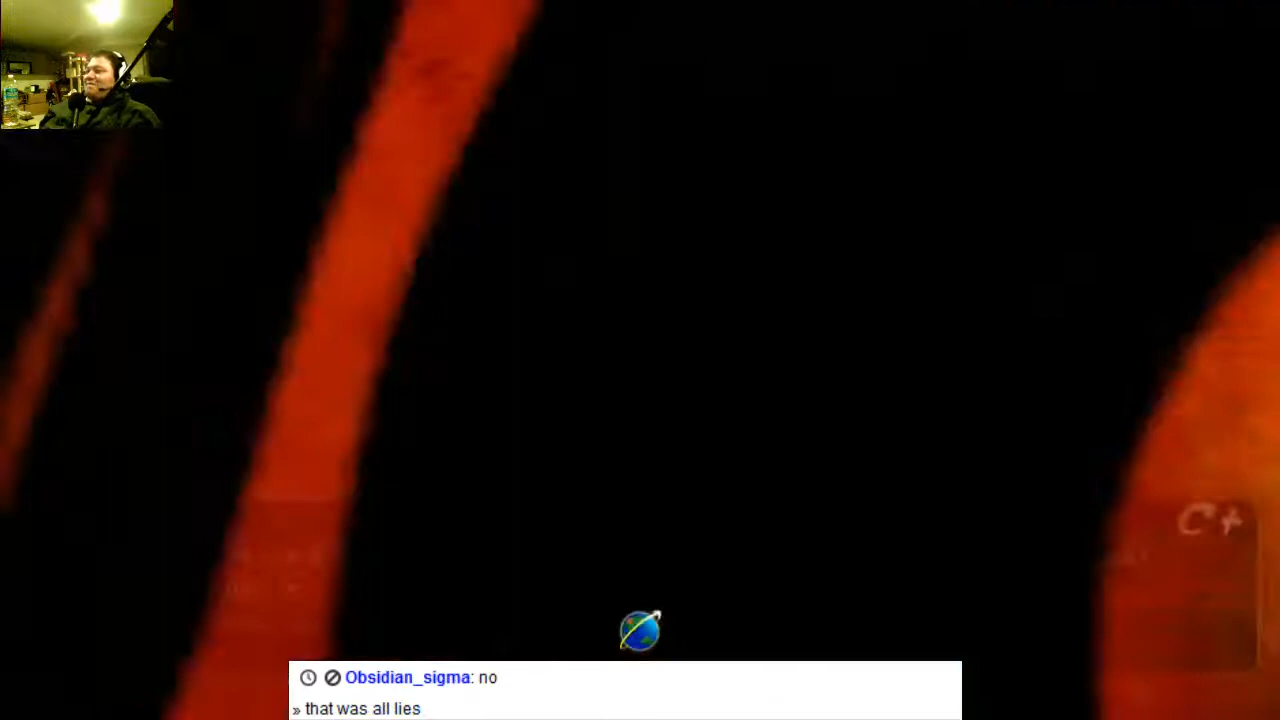 C+
Obsidian_sigma: no
» that was all lies